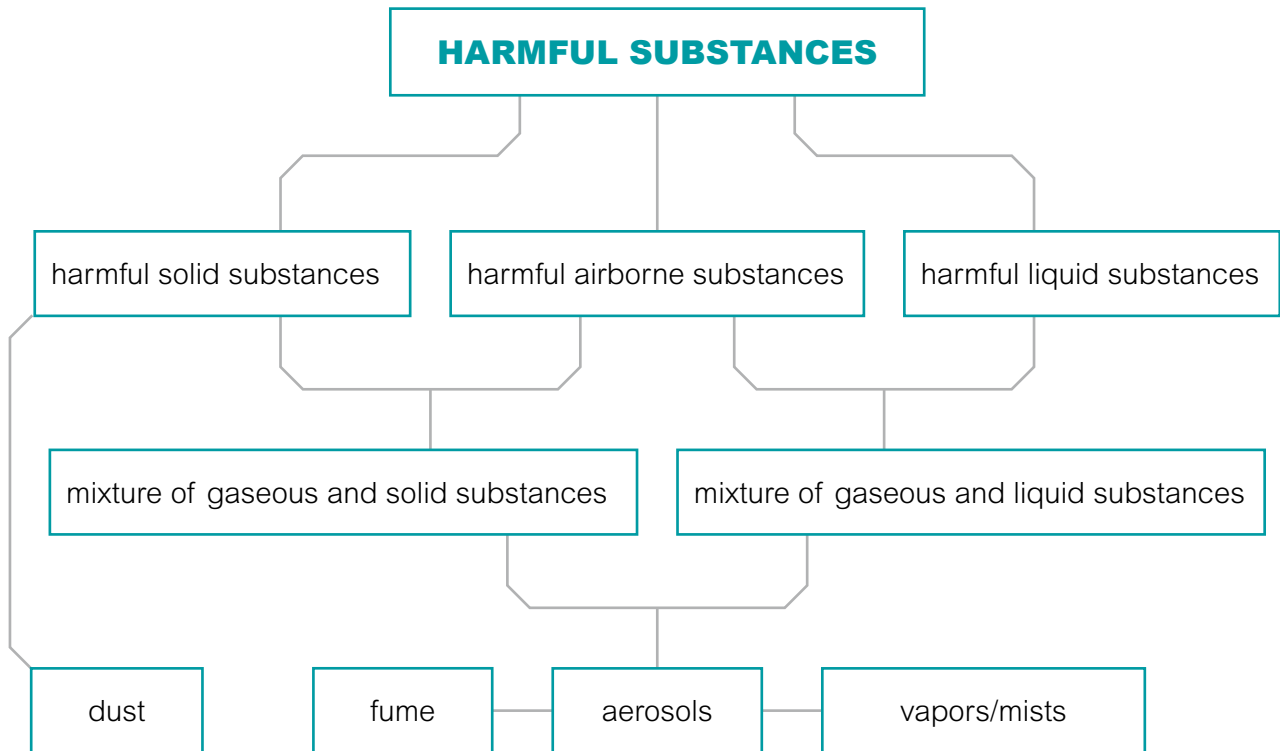 HARMFUL SUBSTANCES
harmful solid substances
harmful airborne substances
harmful liquid substances
mixture of gaseous and solid substances
mixture of gaseous and liquid substances
dust
fume
aerosols
vapors/mists